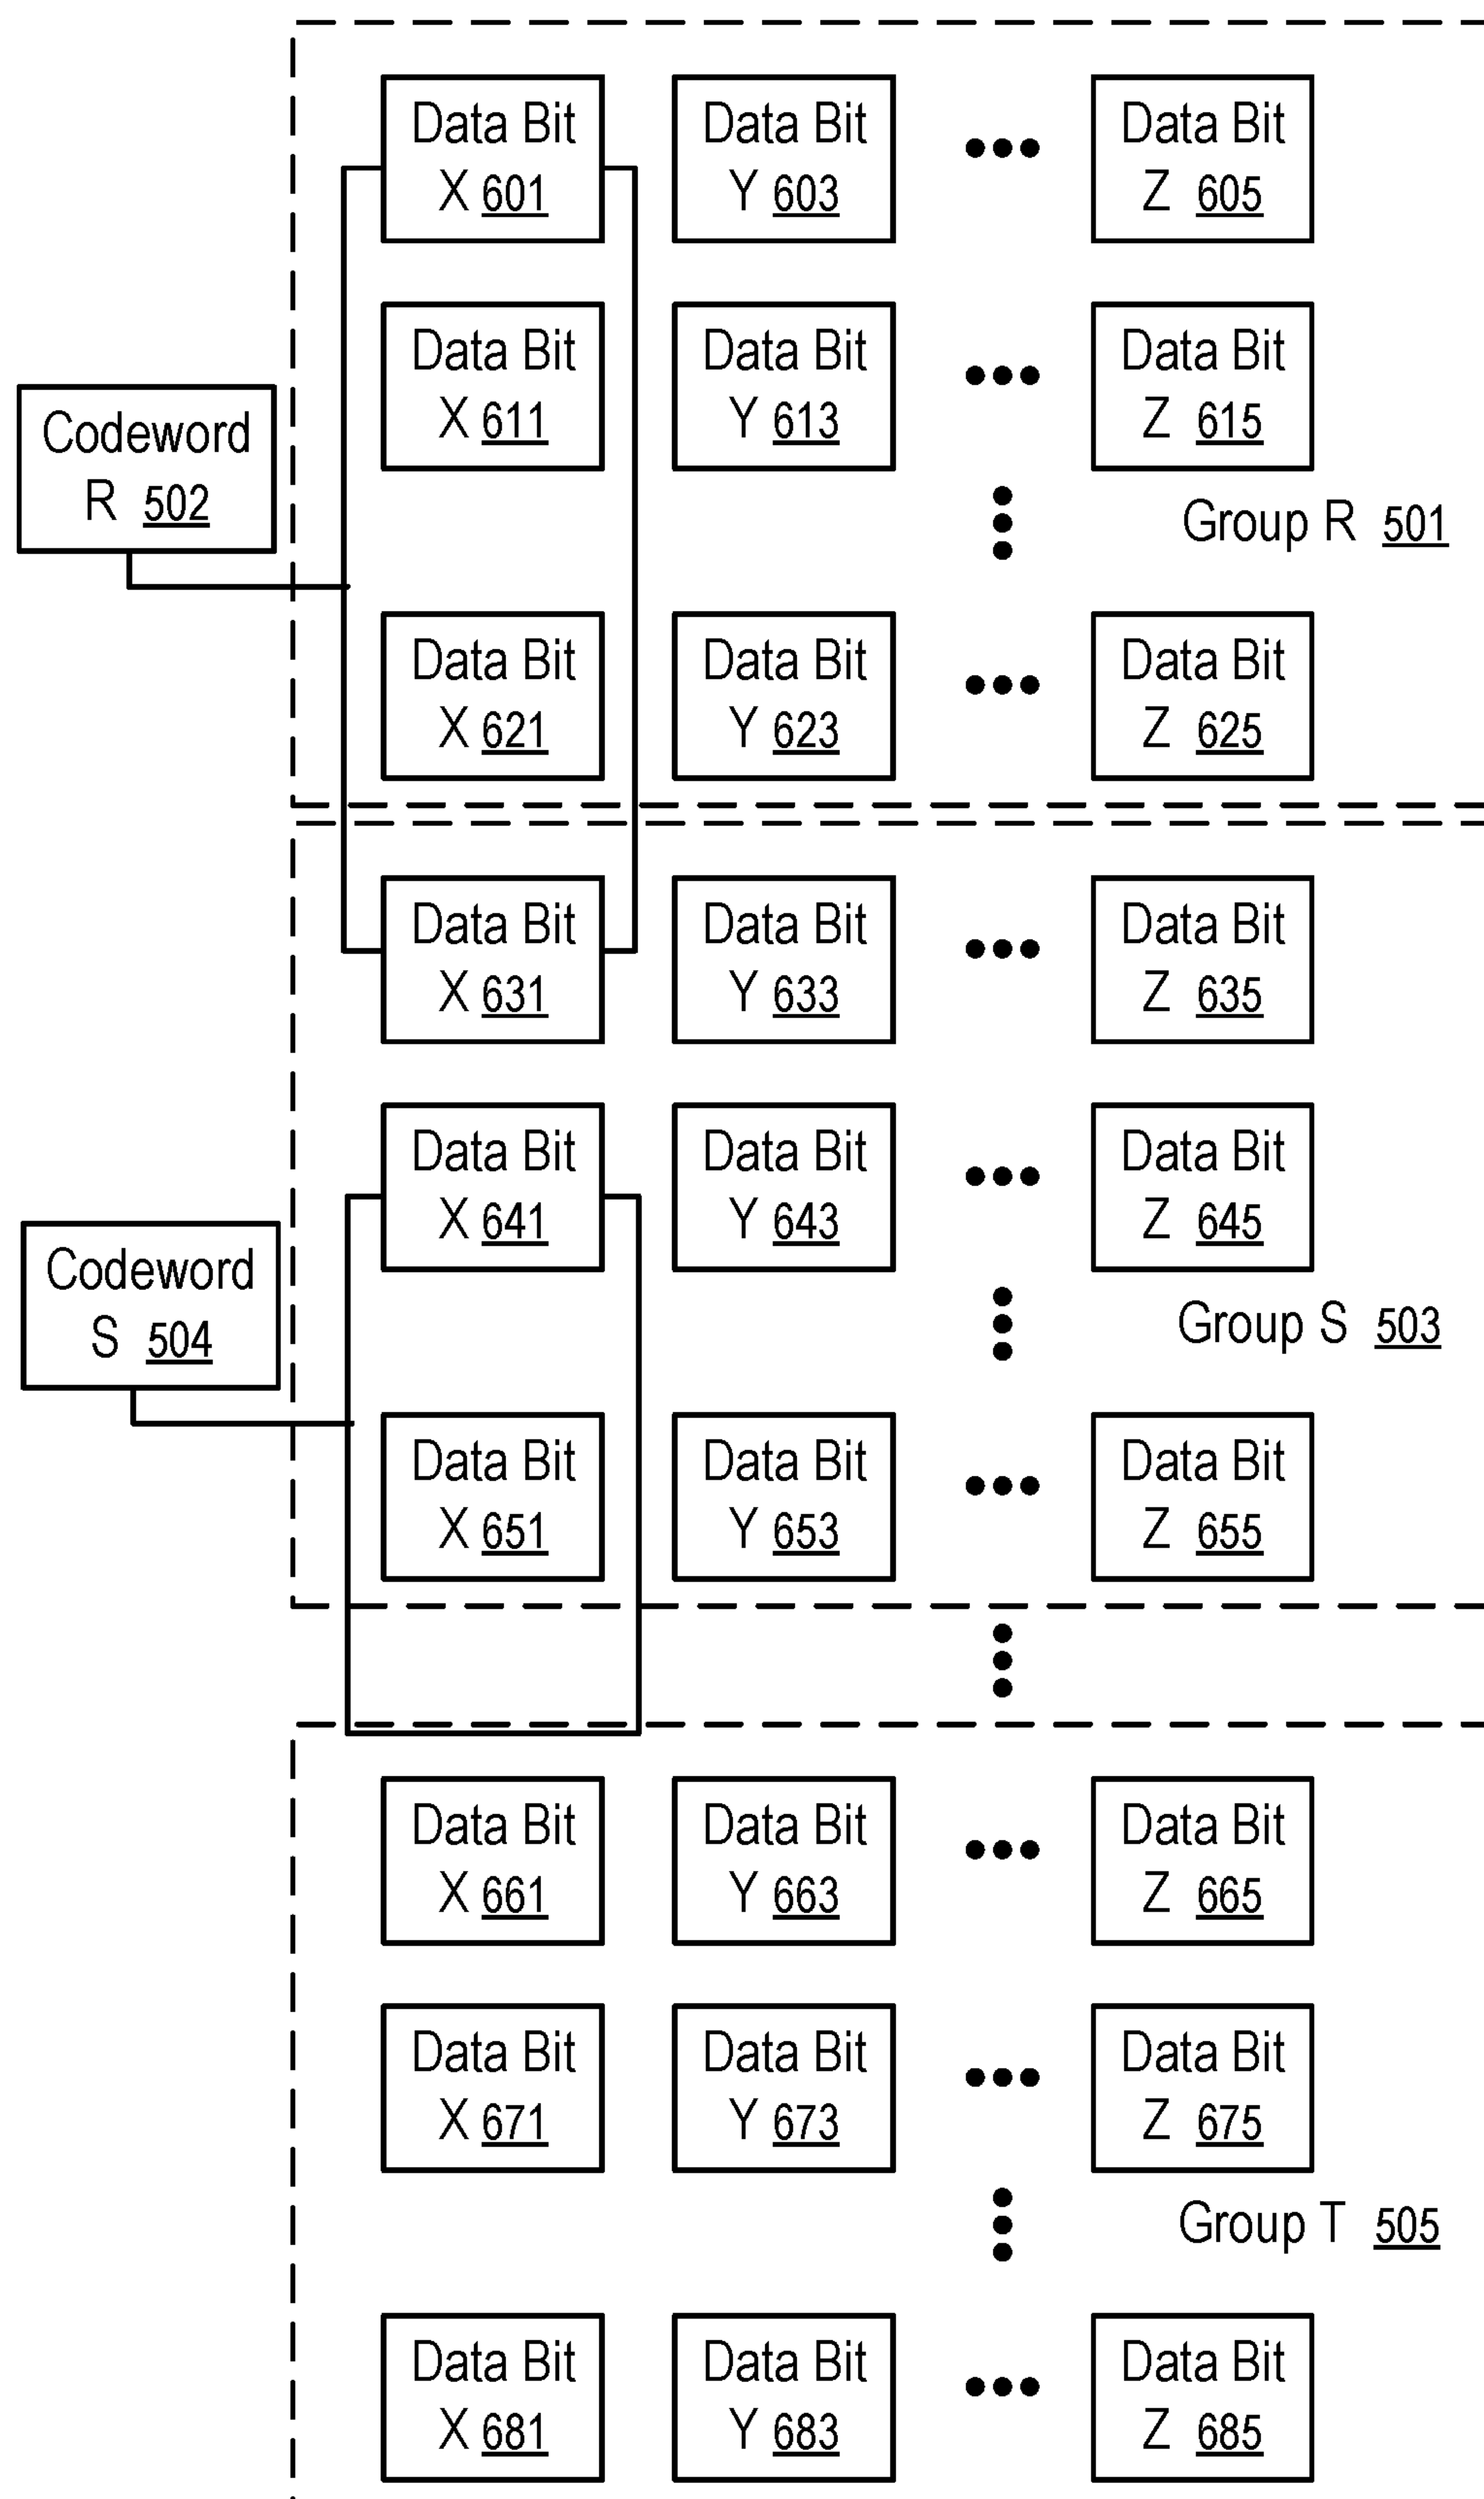 Data Bit
X 601
Data Bit
Y 603
Data Bit
Z 605
Data Bit
X 611
Data Bit
Y 613
Data Bit
Z 615
Codeword
R 502
Group R 501
Data Bit
X 621
Data Bit
Y 623
Data Bit
Z 625
Data Bit
X 631
Data Bit
Y 633
Data Bit
Z 635
Data Bit
X 641
Data Bit
Y 643
Data Bit
Z 645
Codeword
S 504
Group S 503
Data Bit
X 651
Data Bit
Y 653
Data Bit
Z 655
Data Bit
X 661
Data Bit
Y 663
Data Bit
Z 665
Data Bit
X 671
Data Bit
Y 673
Data Bit
Z 675
Group T 505
Data Bit
X 681
Data Bit
Y 683
Data Bit
Z 685